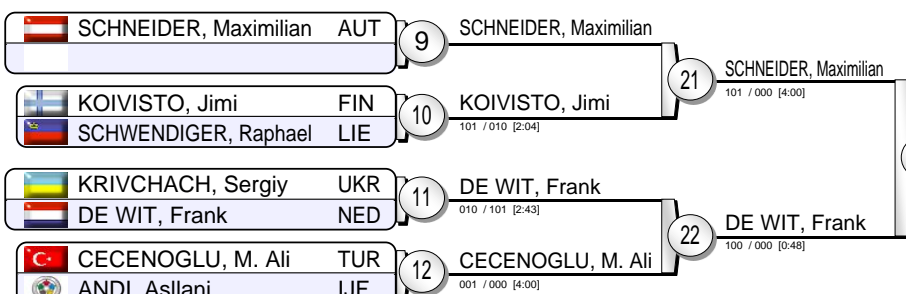 SCHNEIDER, Maximilian AUT
9
SCHNEIDER, Maximilian
21
SCHNEIDER, Maximilian
101 / 000 [4:00]
KOIVISTO, Jimi FIN
SCHWENDIGER, Raphael LIE
10
KOIVISTO, Jimi
101 / 010 [2:04]
KRIVCHACH, Sergiy UKR
DE WIT, Frank NED
11
DE WIT, Frank
010 / 101 [2:43]
22
DE WIT, Frank
100 / 000 [0:48]
CECENOGLU, M. Ali TUR
ANDI, Asllani IJF
12
CECENOGLU, M. Ali
001 / 000 [4:00]